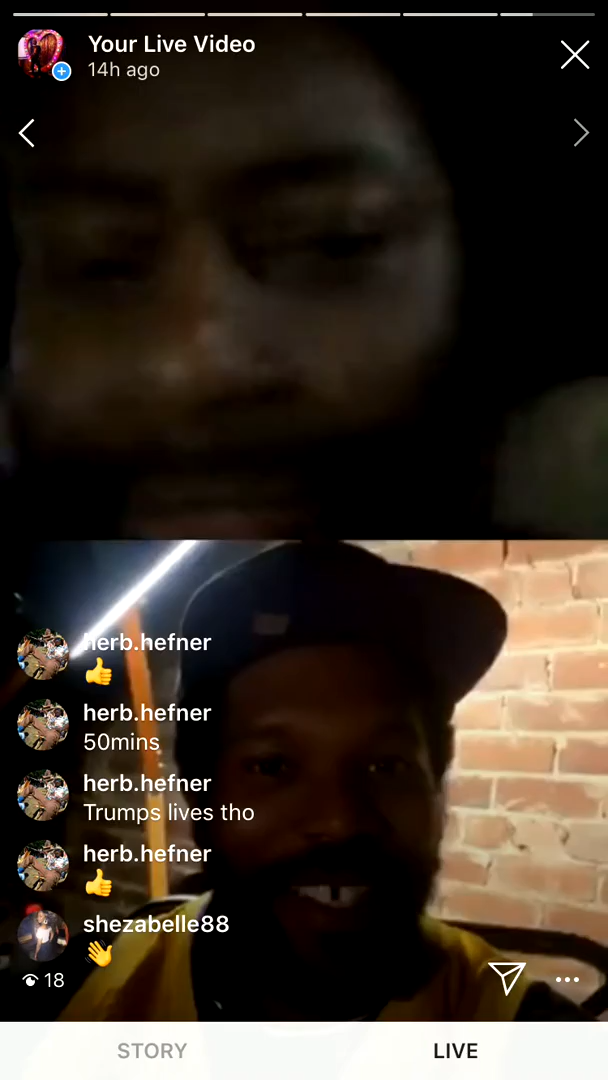 Your Live Video
14h ago
herb.hefner
👍
herb.hefner
50mins
herb.hefner
Trumps lives tho
herb.hefner
👍
shezabelle88
👋
18
STORY
LIVE